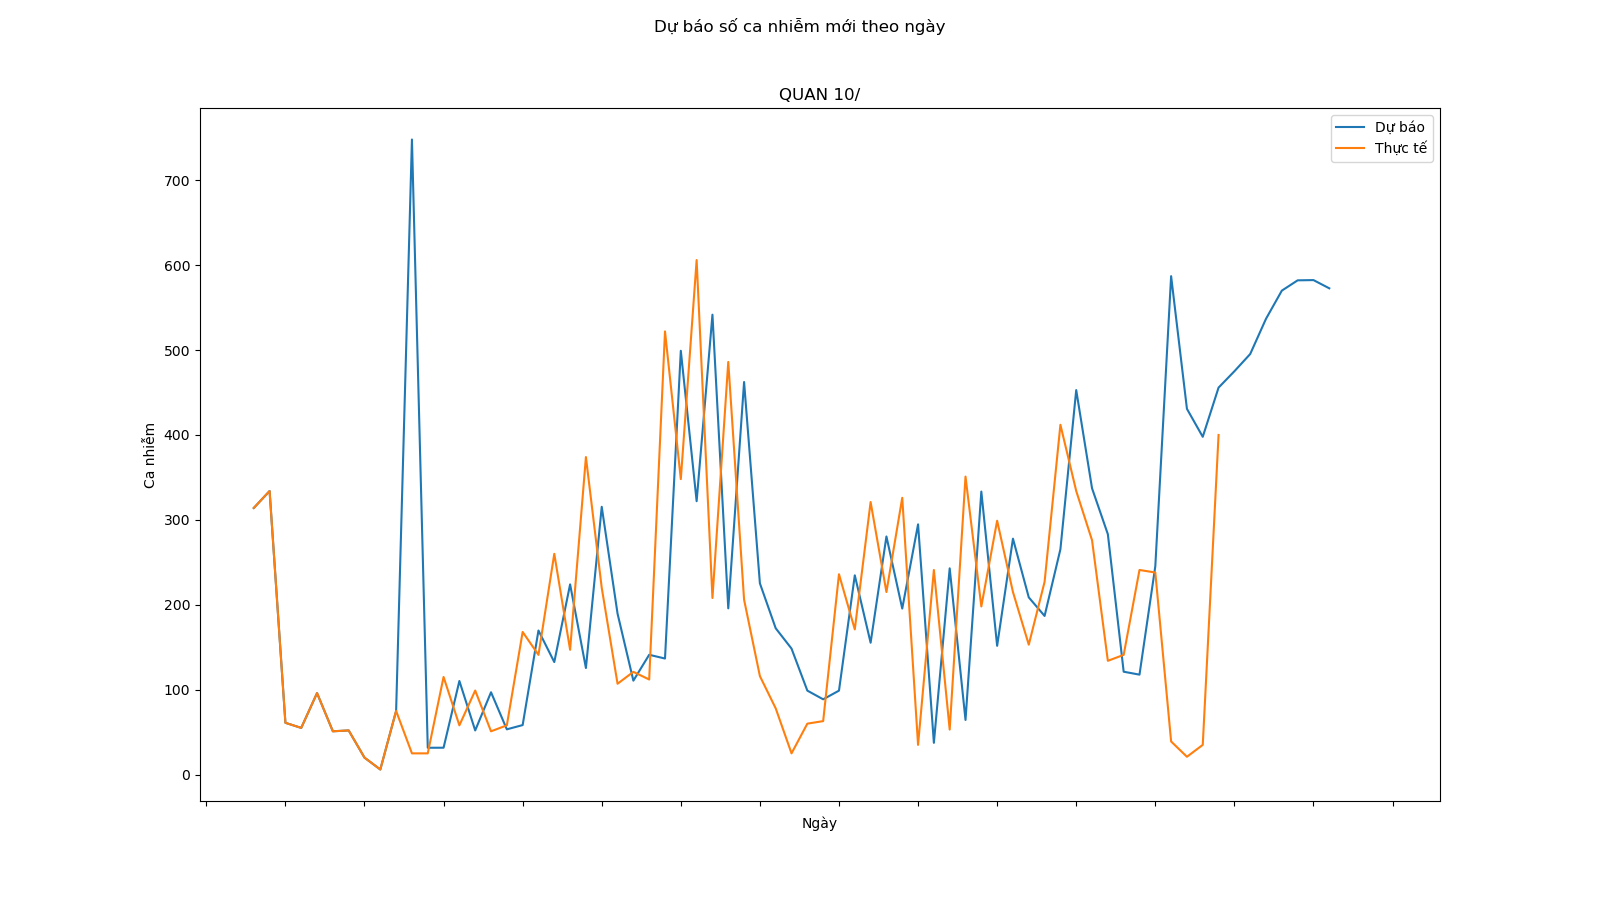 Dự báo số ca nhiễm mới theo ngày
QUAN 10/
Dự báo
Thực tế
700
600
500
400
300
200
100
0
Ca nhiễm
Ngày